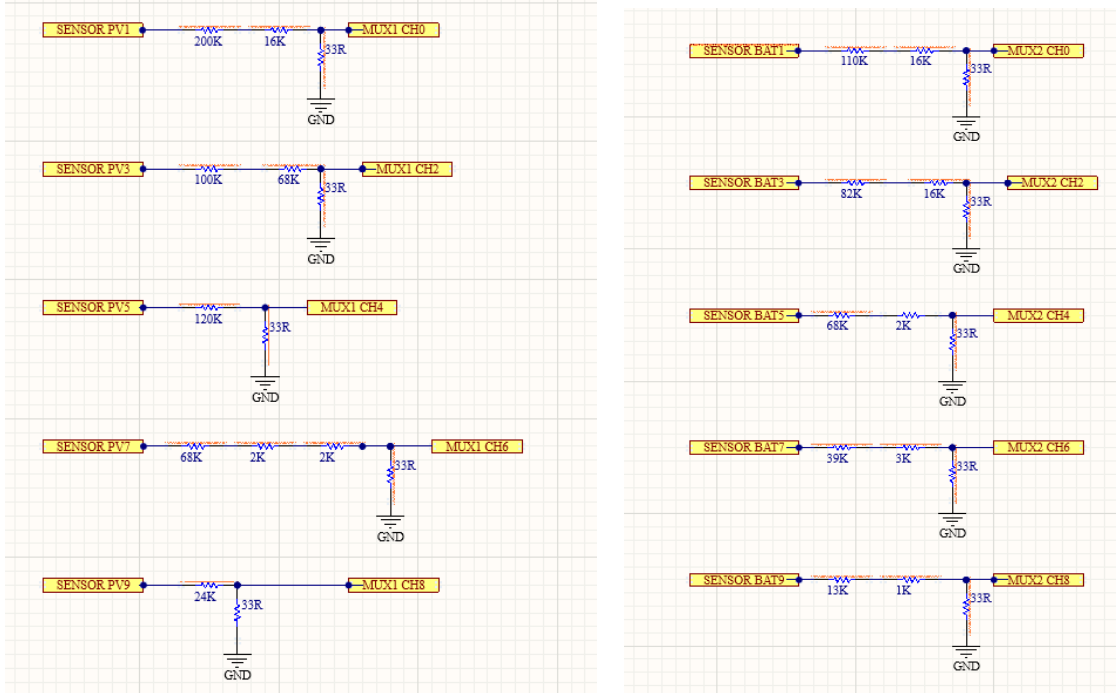 SENSOR PV1 200K 16K 33R MUX1 CH0
GND
SENSOR PV3 100K 68K 33R MUX1 CH2
GND
SENSOR PV5 120K 33R MUX1 CH4
GND
SENSOR PV7 68K 2K 2K 33R MUX1 CH6
GND
SENSOR PV9 24K 33R MUX1 CH8
GND
SENSOR BAT1 110K 16K 33R MUX2 CH0
GND
SENSOR BAT3 82K 16K 33R MUX2 CH2
GND
SENSOR BAT5 68K 2K 33R MUX2 CH4
GND
SENSOR BAT7 39K 3K 33R MUX2 CH6
GND
SENSOR BAT9 13K 1K 33R MUX2 CH8
GND